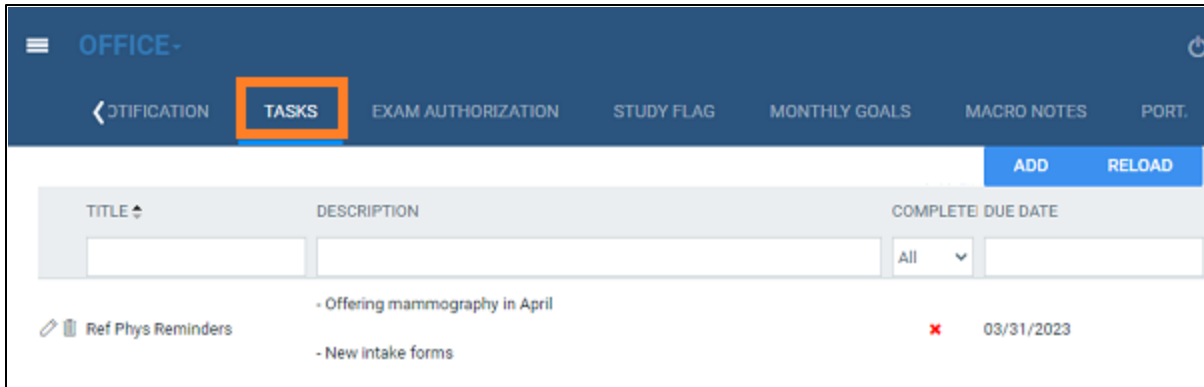 OFFICE
OTIFICATION TASKS EXAM AUTHORIZATION STUDY FLAG MONTHLY GOALS MACRO NOTES PORT.
ADD RELOAD
TITLE DESCRIPTION COMPLETE DUE DATE
All
- Offering mammography in April
Ref Phys Reminders 03/31/2023
- New intake forms